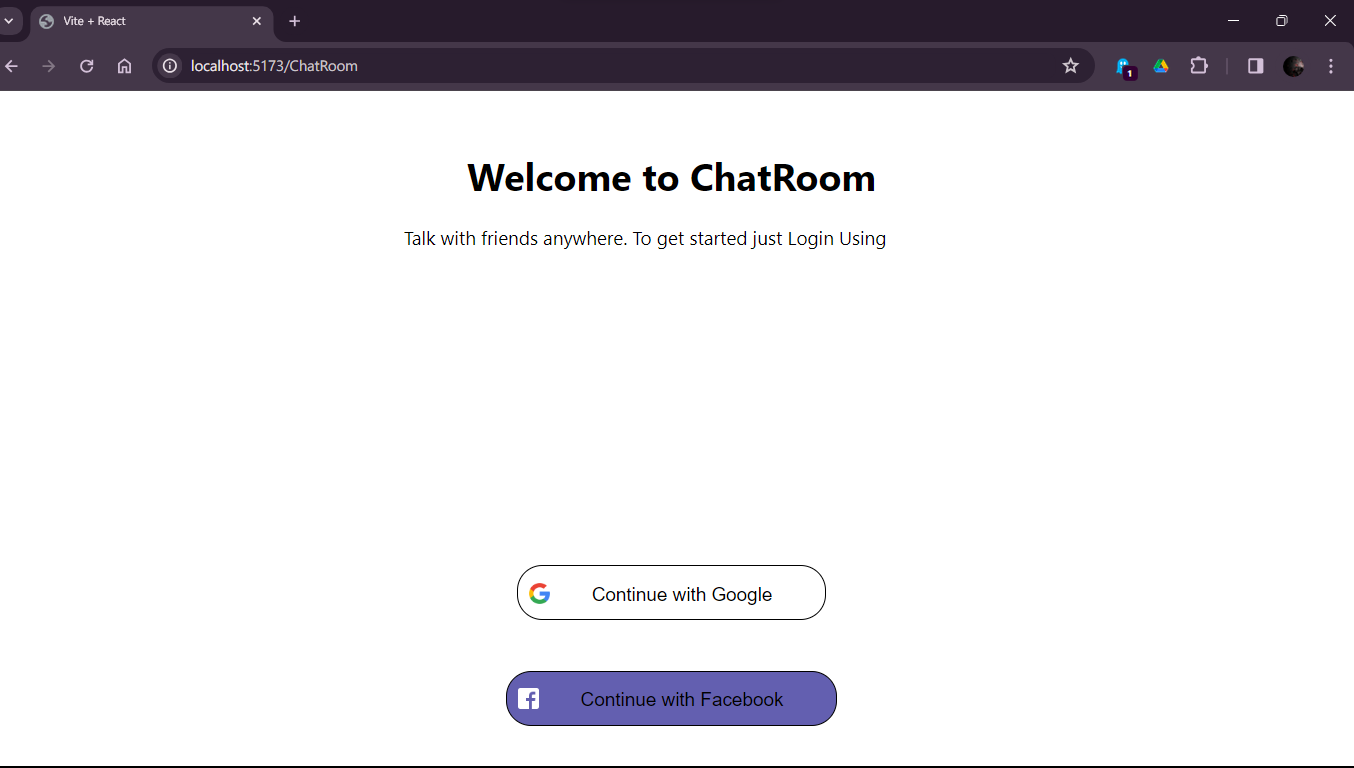 Vite + React
localhost:5173/ChatRoom
1
Welcome to ChatRoom
Talk with friends anywhere. To get started just Login Using
Continue with Google
Continue with Facebook